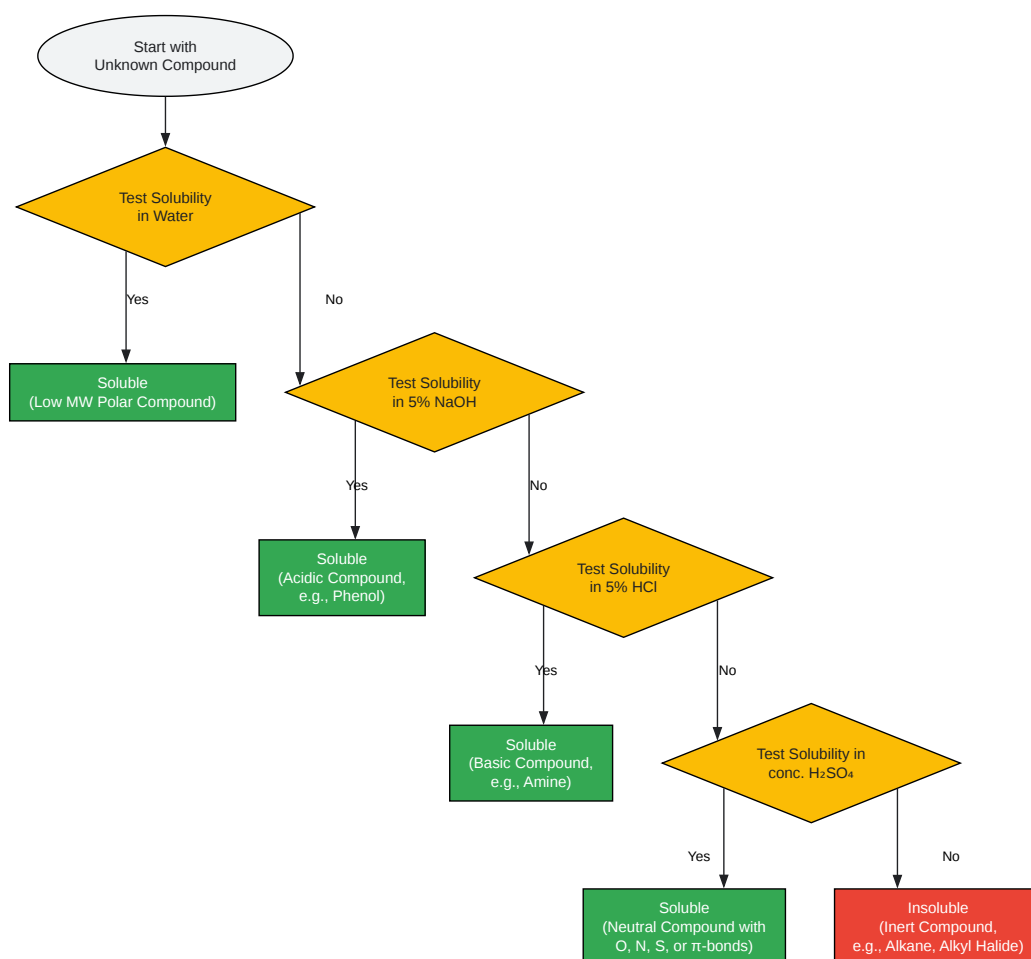 Start with
Unknown Compound
Test Solubility
in Water
Yes
No
Soluble
(Low MW Polar Compound)
Test Solubility
in 5% NaOH
Yes
No
Soluble
(Acidic Compound,
e.g., Phenol)
Test Solubility
in 5% HCl
Yes
No
Soluble
(Basic Compound,
e.g., Amine)
Test Solubility in
conc. H₂SO₄
Yes
No
Soluble
(Neutral Compound with
O, N, S, or π-bonds)
Insoluble
(Inert Compound,
e.g., Alkane, Alkyl Halide)